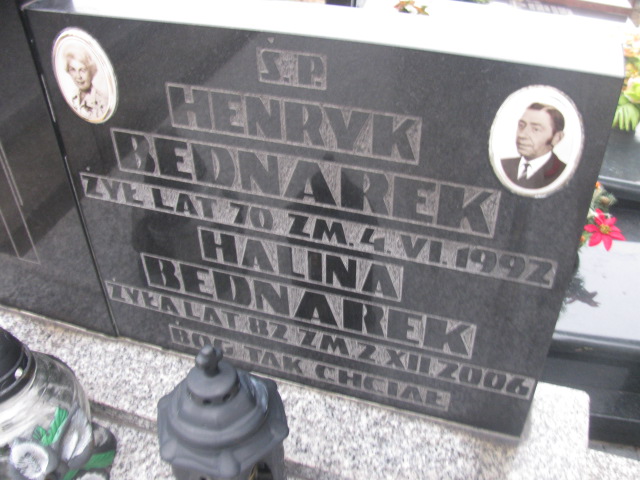 Ś.P.
HENRYK
BEDNAREK
ŻYŁ LAT 70 ZM. 4.VI.1992
HALINA
BEDNAREK
ŻYŁA LAT 82 ZM 2 XII 2006
BÓG TAK CHCIAŁ